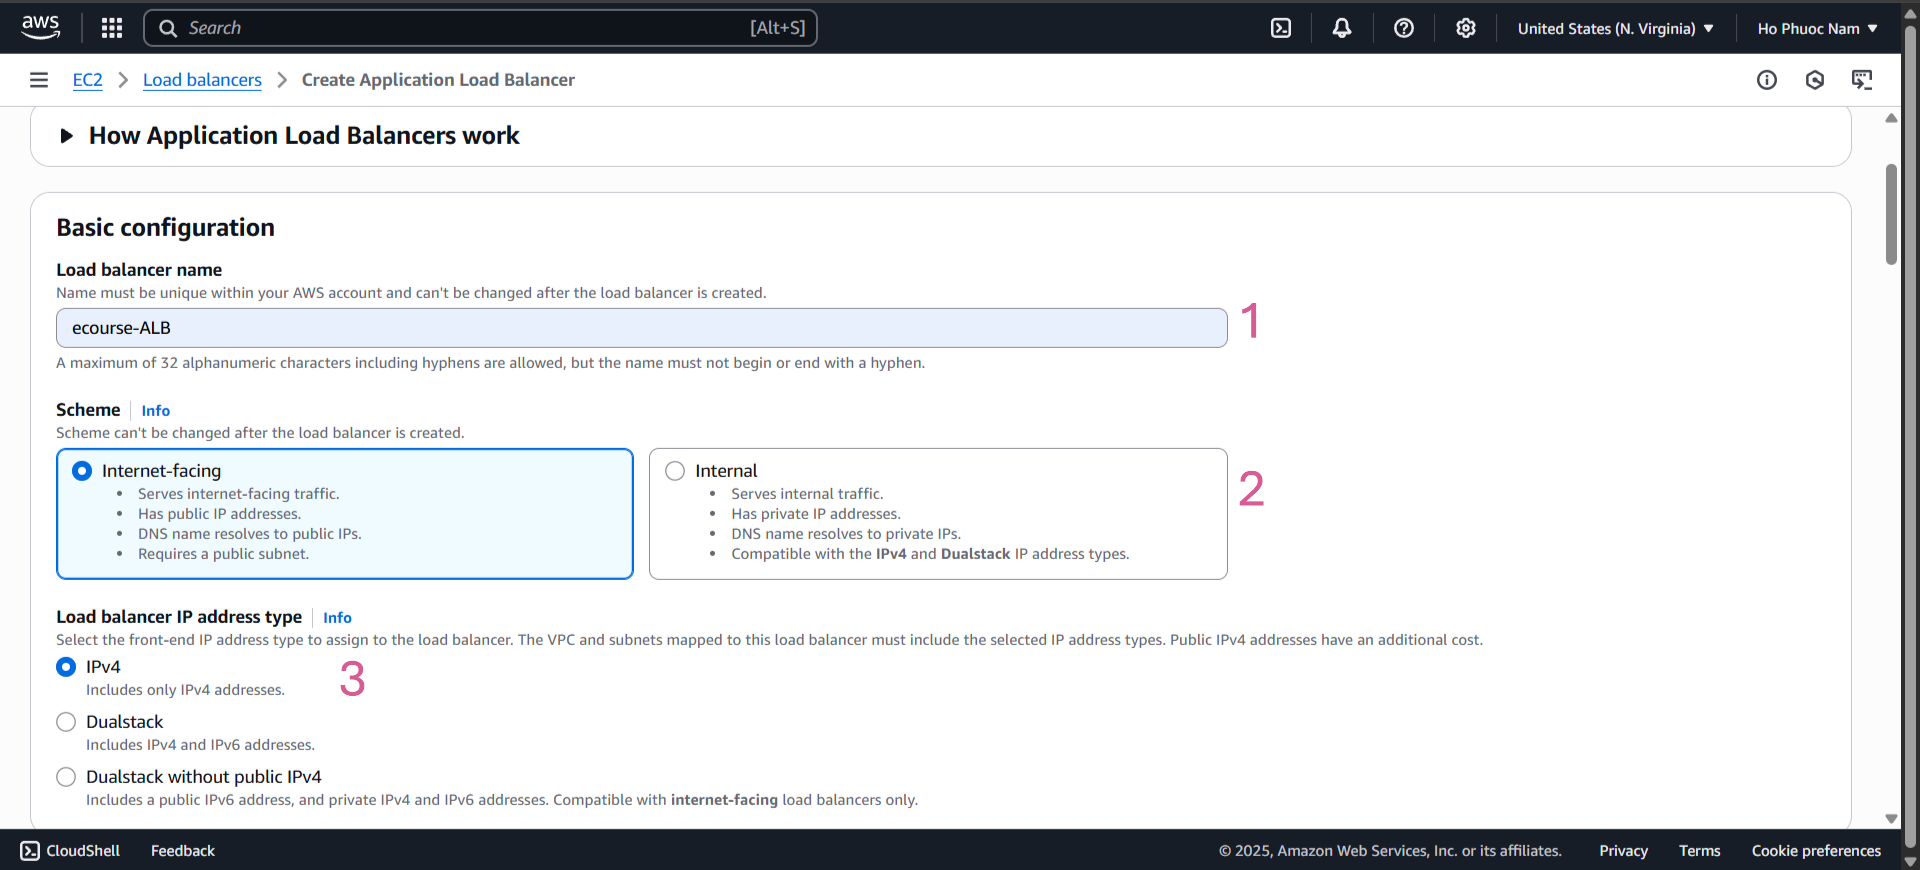 aws
Search [Alt+S]
United States (N. Virginia)
Ho Phuoc Nam
EC2 Load balancers Create Application Load Balancer
How Application Load Balancers work
Basic configuration
Load balancer name
Name must be unique within your AWS account and can't be changed after the load balancer is created.
ecourse-ALB
1
A maximum of 32 alphanumeric characters including hyphens are allowed, but the name must not begin or end with a hyphen.
Scheme Info
Scheme can't be changed after the load balancer is created.
Internet-facing
• Serves internet-facing traffic.
• Has public IP addresses.
• DNS name resolves to public IPs.
• Requires a public subnet.
Internal
• Serves internal traffic.
• Has private IP addresses.
• DNS name resolves to private IPs.
• Compatible with the IPv4 and Dualstack IP address types.
2
Load balancer IP address type Info
Select the front-end IP address type to assign to the load balancer. The VPC and subnets mapped to this load balancer must include the selected IP address types. Public IPv4 addresses have an additional cost.
IPv4
Includes only IPv4 addresses.
3
Dualstack
Includes IPv4 and IPv6 addresses.
Dualstack without public IPv4
Includes a public IPv6 address, and private IPv4 and IPv6 addresses. Compatible with internet-facing load balancers only.
CloudShell Feedback © 2025, Amazon Web Services, Inc. or its affiliates. Privacy Terms Cookie preferences